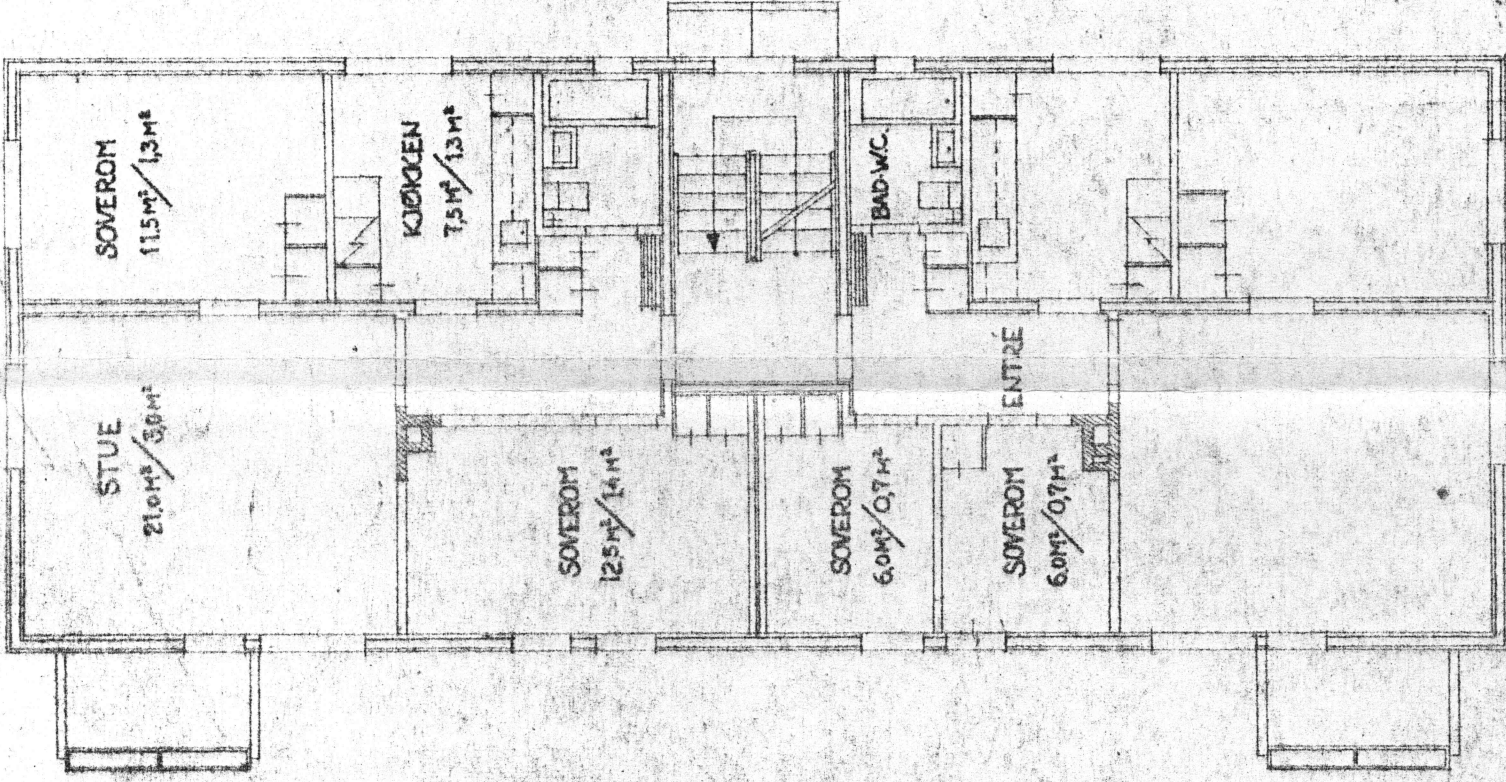 SOVEROM
11.5M²/1,3M²
KJØKKEN
7,5M²/1,3M²
BAD·W.C.
STUE
21,0M²/3,0M²
SOVEROM
12,5M²/1,4M²
SOVEROM
6,0M²/0,7M²
ENTRÉ
SOVEROM
6,0M²/0,7M²